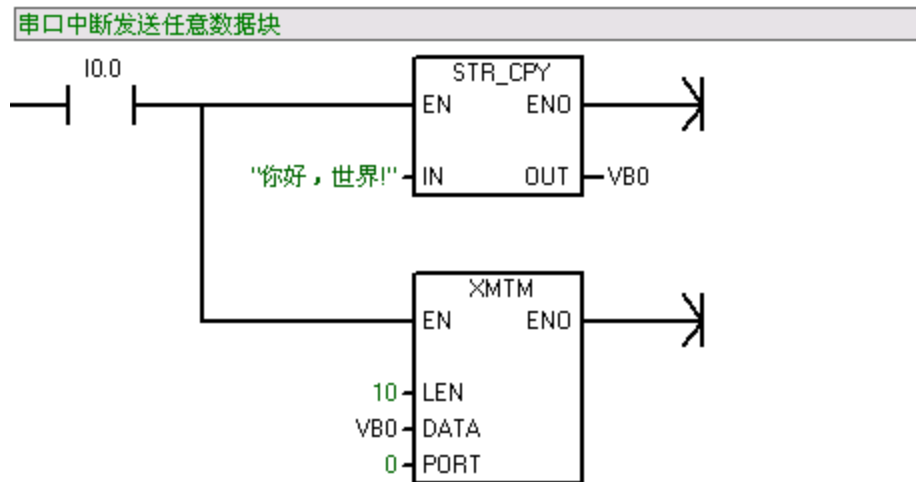 串口中断发送任意数据块
I0.0
STR_CPY
EN ENO
"你好，世界!" IN OUT VB0
XMTM
EN ENO
10 LEN
VB0 DATA
0 PORT